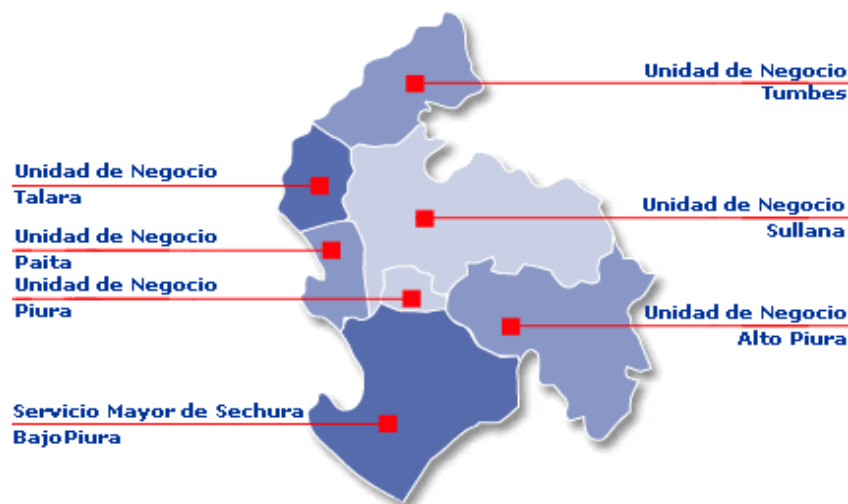 Unidad de Negocio
Tumbes
Unidad de Negocio
Talara
Unidad de Negocio
Sullana
Unidad de Negocio
Paita
Unidad de Negocio
Piura
Unidad de Negocio
Alto Piura
Servicio Mayor de Sechura
BajoPiura